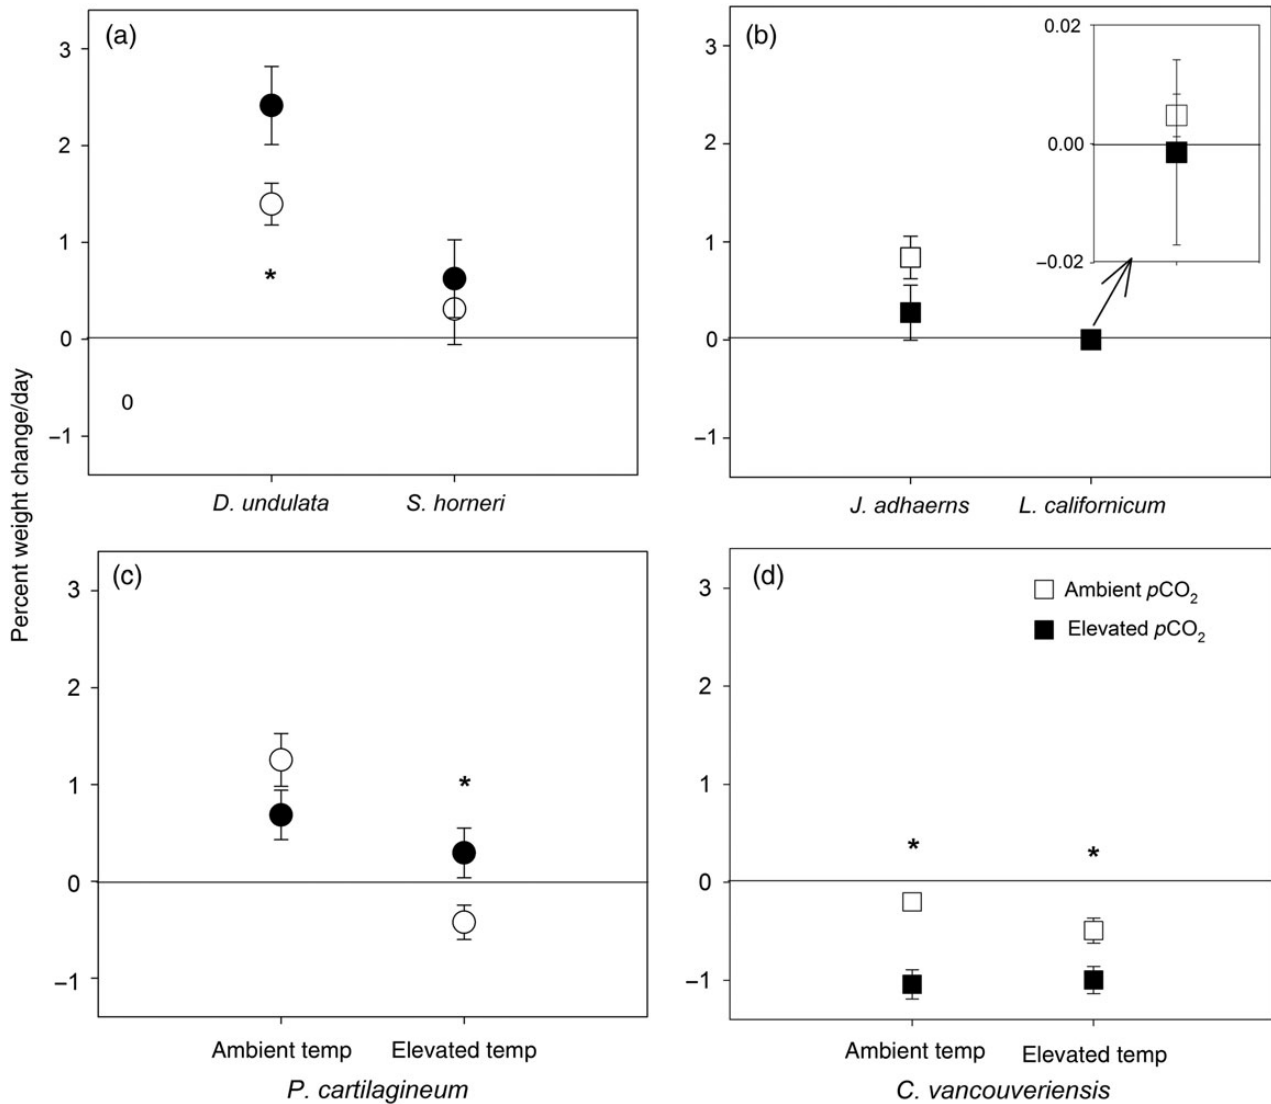 Percent weight change/day
(a)
3
2
1
0
−1
*
0
D. undulata S. horneri
(b)
3
2
1
0
−1
0.02
0.00
−0.02
J. adhaerns L. californicum
(c)
3
2
1
0
−1
*
Ambient temp Elevated temp
P. cartilagineum
(d)
3
2
1
0
−1
Ambient pCO₂
Elevated pCO₂
* *
Ambient temp Elevated temp
C. vancouveriensis